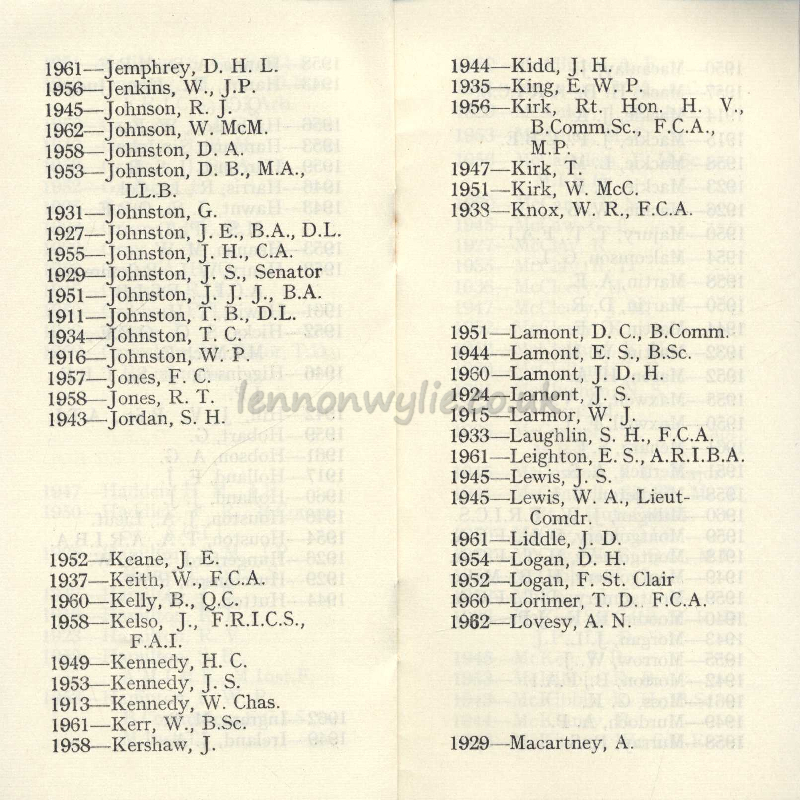 1961—Jemphrey, D. H. L.
1956—Jenkins, W., J.P.
1945—Johnson, R. J.
1962—Johnson, W. McM.
1958—Johnston, D. A.
1953—Johnston, D. B., M.A.,
LL.B.
1931—Johnston, G.
1927—Johnston, J. E., B.A., D.L.
1955—Johnston, J. H., C.A.
1929—Johnston, J. S., Senator
1951—Johnston, J. J. J., B.A.
1911—Johnston, T. B., D.L.
1934—Johnston, T. C.
1916—Johnston, W. P.
1957—Jones, F. C.
1958—Jones, R. T.
1943—Jordan, S. H.
1952—Keane, J. E.
1937—Keith, W., F.C.A.
1960—Kelly, B., Q.C.
1958—Kelso, J., F.R.I.C.S.,
F.A.I.
1949—Kennedy, H. C.
1953—Kennedy, J. S.
1913—Kennedy, W. Chas.
1961—Kerr, W., B.Sc.
1958—Kershaw, J.
1944—Kidd, J. H.
1935—King, E. W. P.
1956—Kirk, Rt. Hon. H. V.,
B.Comm.Sc., F.C.A.,
M.P.
1947—Kirk, T.
1951—Kirk, W. McC.
1938—Knox, W. R., F.C.A.
1951—Lamont, D. C., B.Comm.
1944—Lamont, E. S., B.Sc.
1960—Lamont, J. D. H.
1924—Lamont, J. S.
1915—Larmor, W. J.
1933—Laughlin, S. H., F.C.A.
1961—Leighton, E. S., A.R.I.B.A.
1945—Lewis, J. S.
1945—Lewis, W. A., Lieut-
Comdr.
1961—Liddle, J. D.
1954—Logan, D. H.
1952—Logan, F. St. Clair
1960—Lorimer, T. D. F.C.A.
1962—Lovesy, A. N.
1929—Macartney, A.
lennonwylie.co.uk